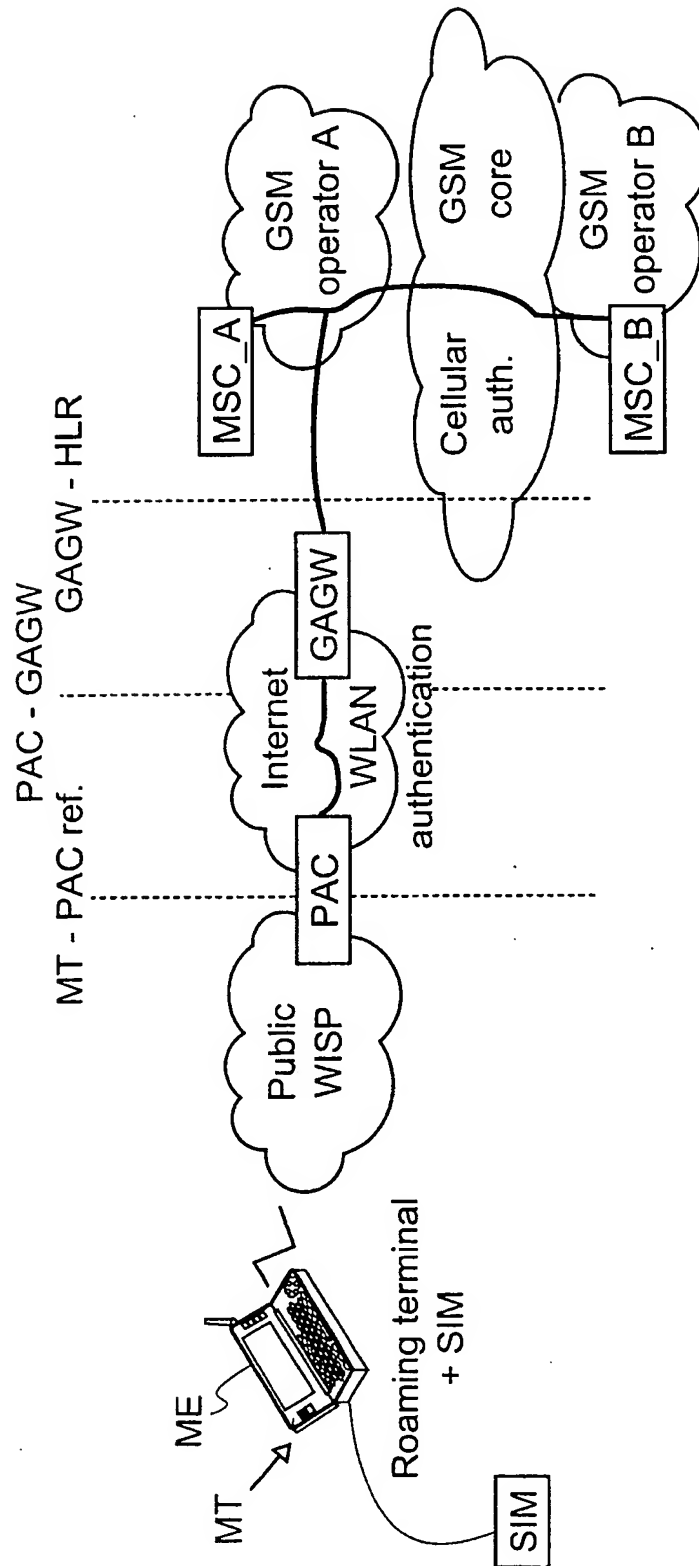 PAC - GAGW
MT - PAC ref.
GAGW - HLR
MT
ME
SIM
Roaming terminal
+ SIM
Public
WISP
PAC
Internet
WLAN
authentication
GAGW
MSC_A
GSM
operator A
Cellular
auth.
GSM
core
MSC_B
GSM
operator B